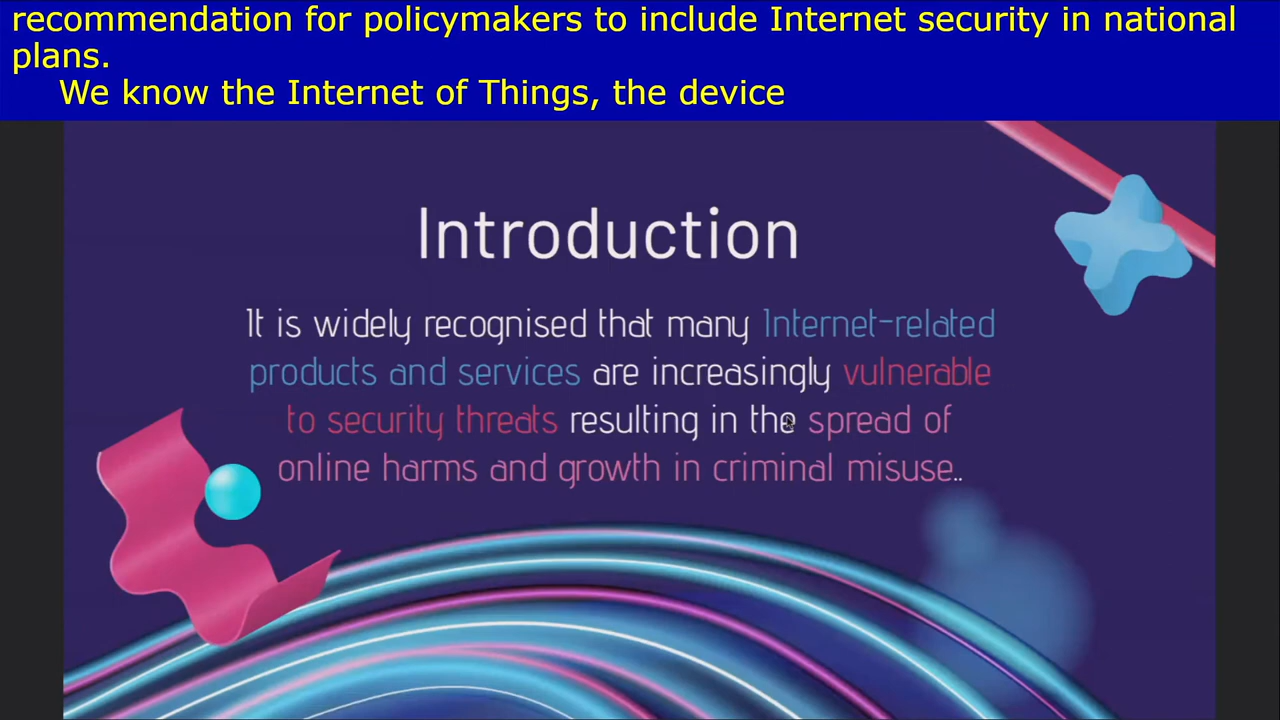 recommendation for policymakers to include Internet security in national
plans.
We know the Internet of Things, the device
Introduction
It is widely recognised that many Internet-related
products and services are increasingly vulnerable
to security threats resulting in the spread of
online harms and growth in criminal misuse..